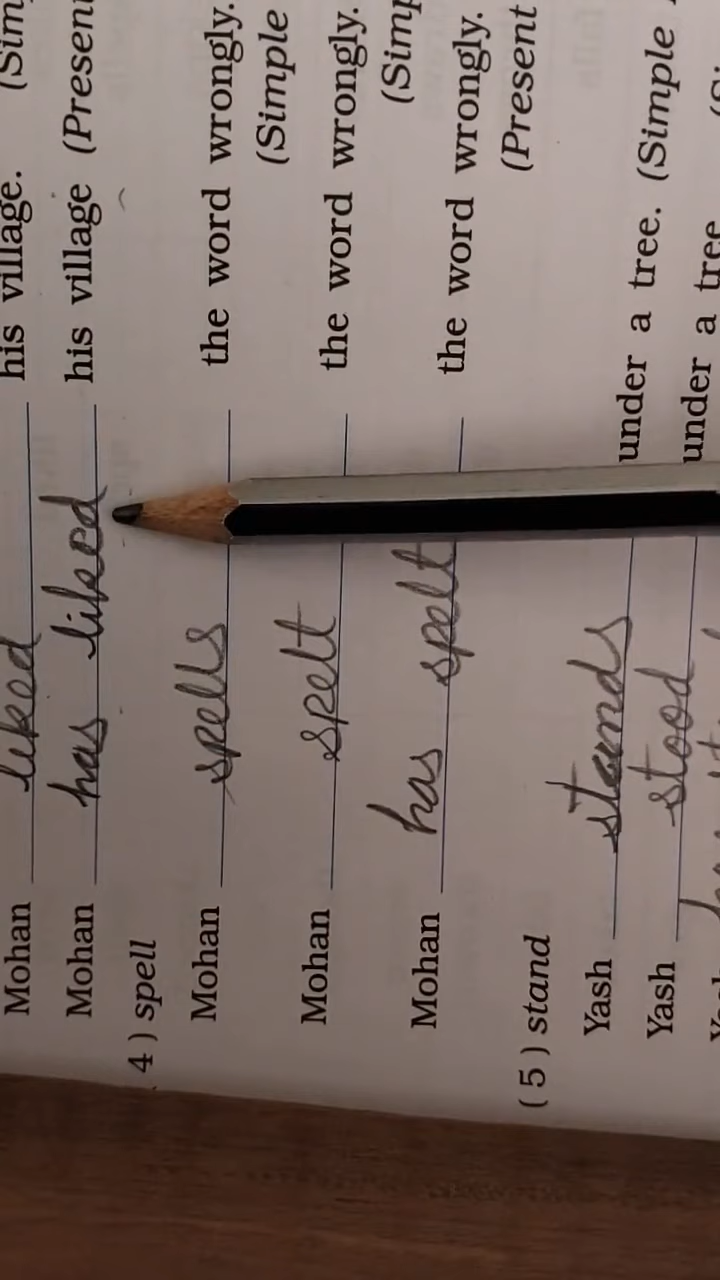 Mohan liked his village. (Sim
Mohan has liked his village (Present
4) spell
Mohan spells the word wrongly.
(Simple
Mohan spelt the word wrongly.
(Simp
Mohan has spelt the word wrongly.
(Present
(5) stand
Yash stands under a tree. (Simple
Yash stood under a tree